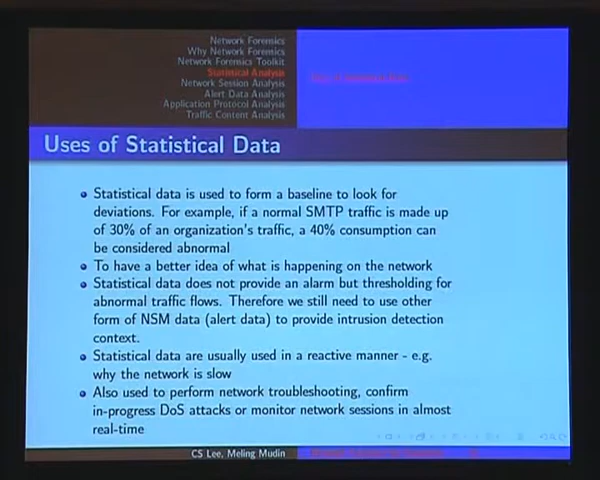 Network Forensics
Why Network Forensics
Network Forensics Toolkit
Statistical Analysis
Network Session Analysis
Alert Data Analysis
Application Protocol Analysis
Traffic Content Analysis
Uses of Statistical Data
Statistical data is used to form a baseline to look for
deviations. For example, if a normal SMTP traffic is made up
of 30% of an organization's traffic, a 40% consumption can
be considered abnormal
To have a better idea of what is happening on the network
Statistical data does not provide an alarm but thresholding for
abnormal traffic flows. Therefore we still need to use other
form of NSM data (alert data) to provide intrusion detection
context.
Statistical data are usually used in a reactive manner - e.g.
why the network is slow
Also used to perform network troubleshooting, confirm
in-progress DoS attacks or monitor network sessions in almost
real-time
CS Lee, Meling Mudin